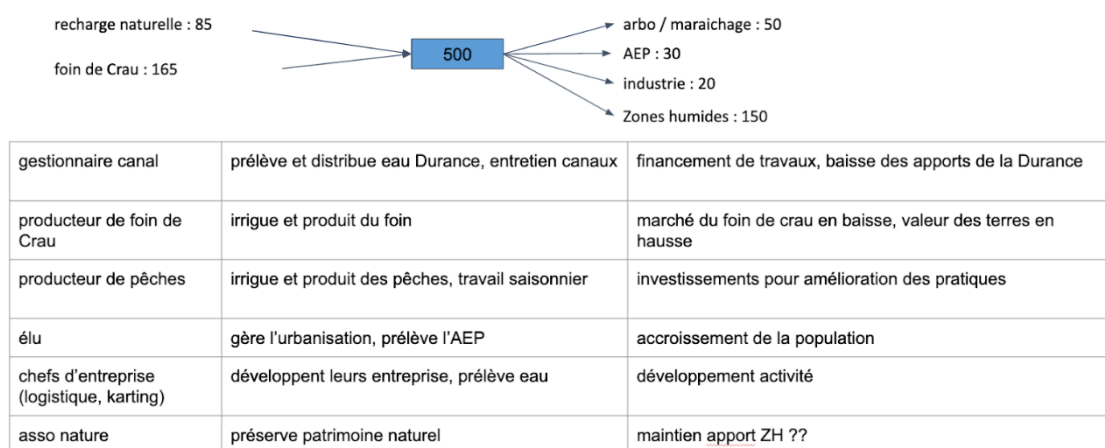 recharge naturelle : 85
foin de Crau : 165
500
arbo / maraichage : 50
AEP : 30
industrie : 20
Zones humides : 150
gestionnaire canal
prélève et distribue eau Durance, entretien canaux
financement de travaux, baisse des apports de la Durance
producteur de foin de
Crau
irrigue et produit du foin
marché du foin de crau en baisse, valeur des terres en
hausse
producteur de pêches
irrigue et produit des pêches, travail saisonnier
investissements pour amélioration des pratiques
élu
gère l’urbanisation, prélève l’AEP
accroissement de la population
chefs d’entreprise
(logistique, karting)
développent leurs entreprise, prélève eau
développement activité
asso nature
préserve patrimoine naturel
maintien apport ZH ??